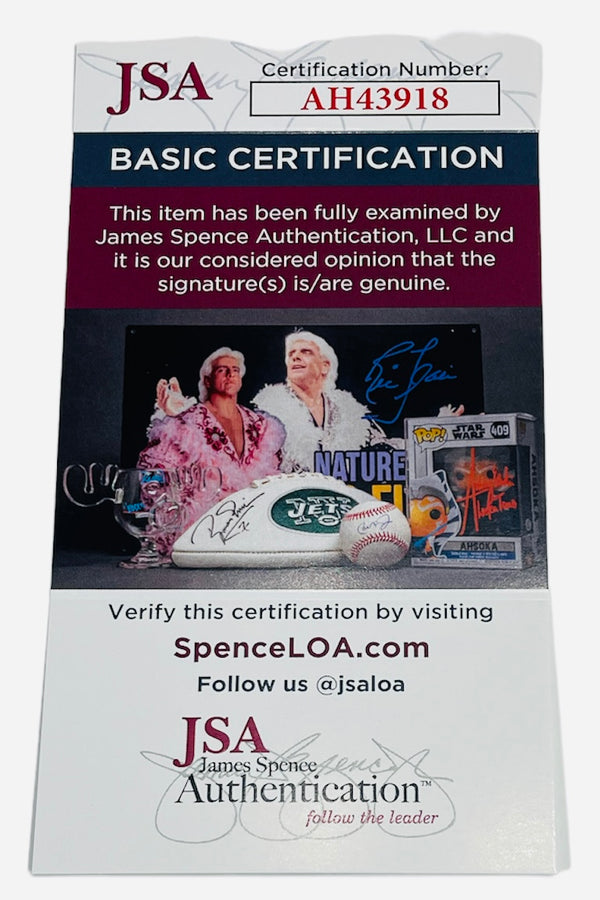 JSA
Certification Number:
AH43918
BASIC CERTIFICATION
This item has been fully examined by
James Spence Authentication, LLC and
it is our considered opinion that the
signature(s) is/are genuine.
NATURE
JETS
POP!
STAR
WARS
409
AHSOKA
AHSOKA
Verify this certification by visiting
SpenceLOA.com
Follow us @jsaloa
JSA
James Spence
Authentication™
follow the leader